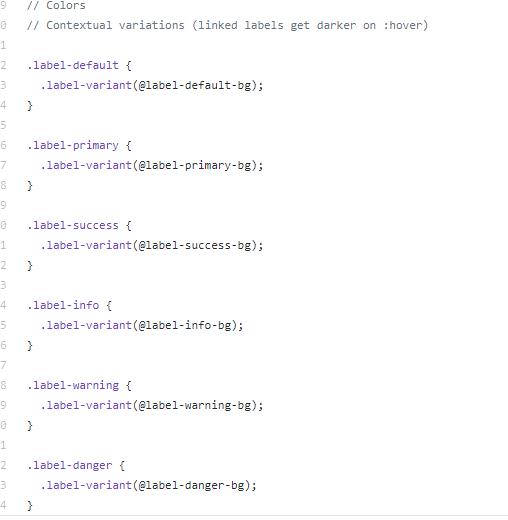 9 // Colors
0 // Contextual variations (linked labels get darker on :hover)
1
2 .label-default {
3   .label-variant(@label-default-bg);
4 }
5
6 .label-primary {
7   .label-variant(@label-primary-bg);
8 }
9
0 .label-success {
1   .label-variant(@label-success-bg);
2 }
3
4 .label-info {
5   .label-variant(@label-info-bg);
6 }
7
8 .label-warning {
9   .label-variant(@label-warning-bg);
0 }
1
2 .label-danger {
3   .label-variant(@label-danger-bg);
4 }